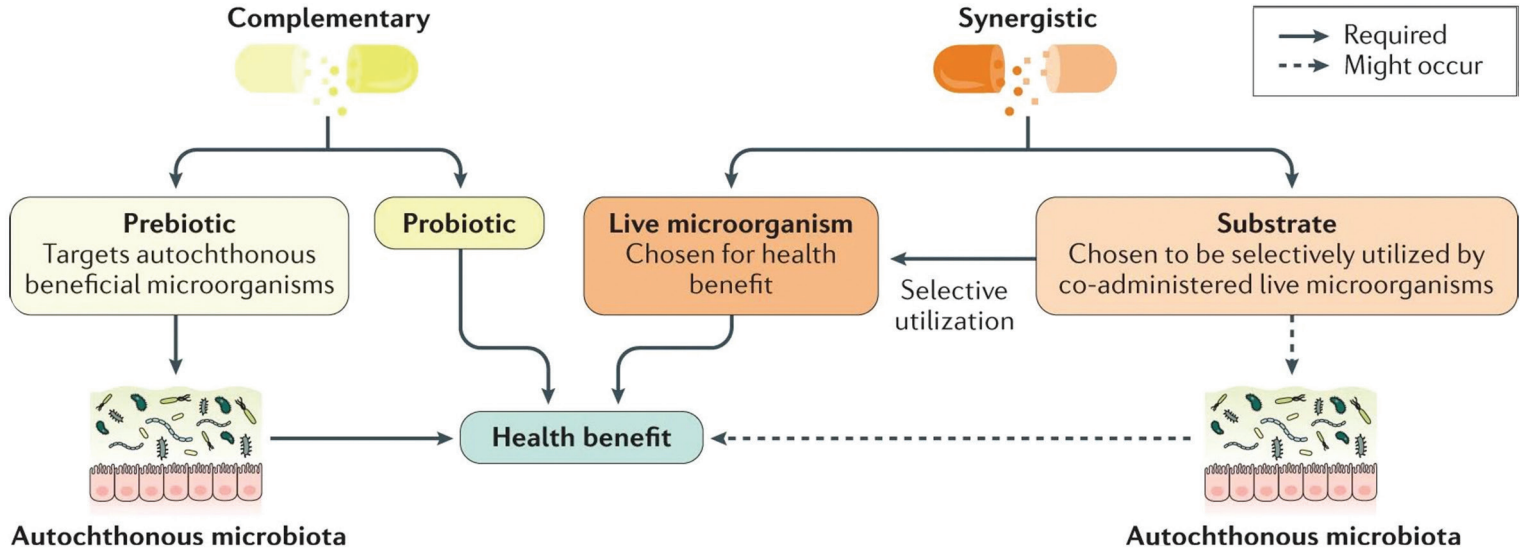 Complementary
Synergistic
Required
Might occur
Prebiotic
Targets autochthonous
beneficial microorganisms
Probiotic
Live microorganism
Chosen for health
benefit
Selective
utilization
Substrate
Chosen to be selectively utilized by
co-administered live microorganisms
Health benefit
Autochthonous microbiota
Autochthonous microbiota